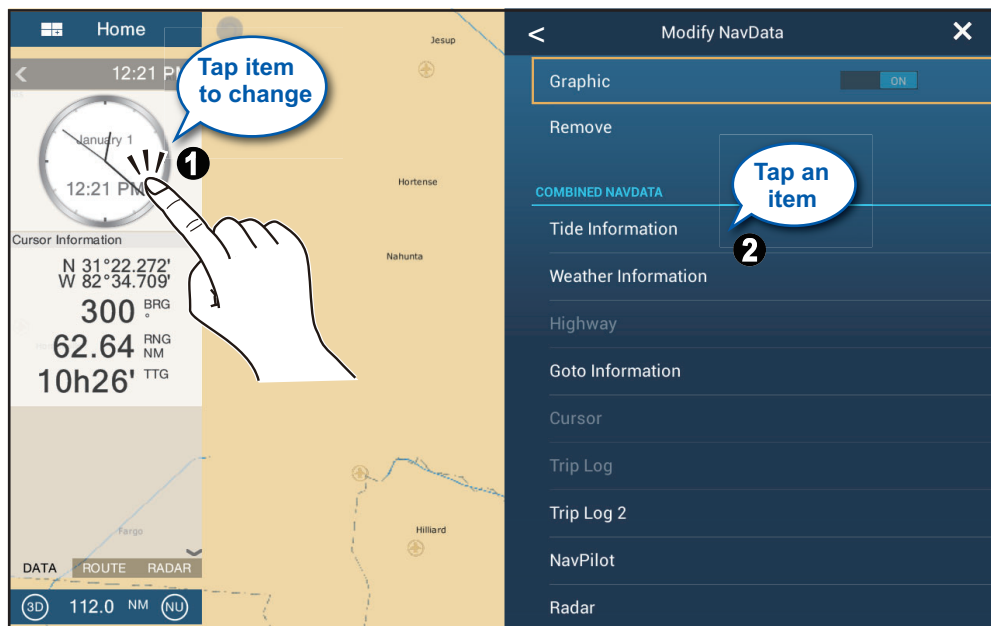 Home
12:21 PM
January 1
12:21 PM
Tap item
to change
1
Cursor Information
N 31°22.272'
W 82°34.709'
300 BRG °
62.64 RNG NM
10h26' TTG
Fargo
DATA ROUTE RADAR
3D 112.0 NM NU
Jesup
Hortense
Nahunta
Hilliard
< Modify NavData X
Graphic ON
Remove
Tap an
item
2
COMBINED NAVDATA
Tide Information
Weather Information
Highway
Goto Information
Cursor
Trip Log
Trip Log 2
NavPilot
Radar